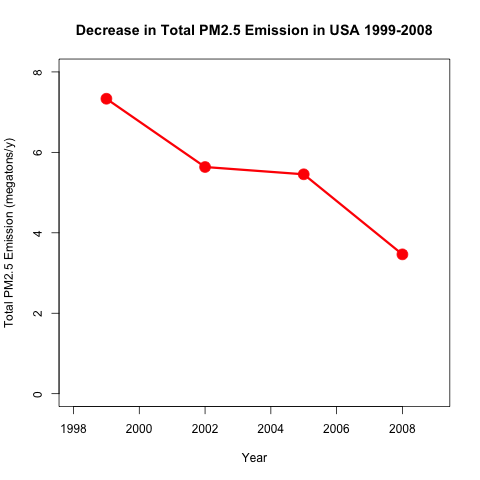 Decrease in Total PM2.5 Emission in USA 1999-2008
Total PM2.5 Emission (megatons/y)
8
6
4
2
0
1998 2000 2002 2004 2006 2008
Year